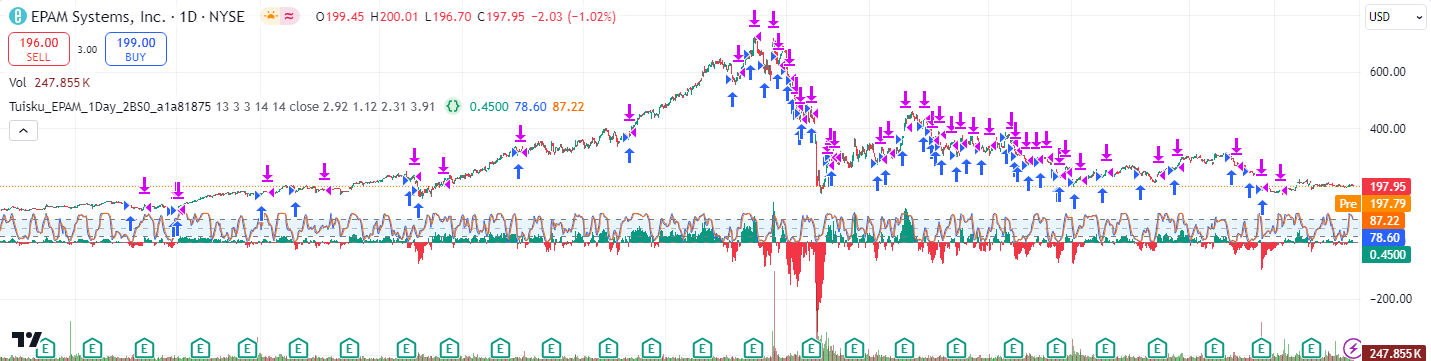 EPAM Systems, Inc. · 1D · NYSE O199.45 H200.01 L196.70 C197.95 −2.03 (−1.02%)
USD
196.00 SELL
3.00
199.00 BUY
Vol 247.855 K
Tuisku_EPAM_1Day_2BS0_a1a81875 13 3 3 14 14 close 2.92 1.12 2.31 3.91 {} 0.4500 78.60 87.22
600.00
400.00
197.95
Pre 197.79
87.22
78.60
0.4500
−200.00
E E E E E E E E E E E E E E E E E E E E E E E E E E
247.855 K